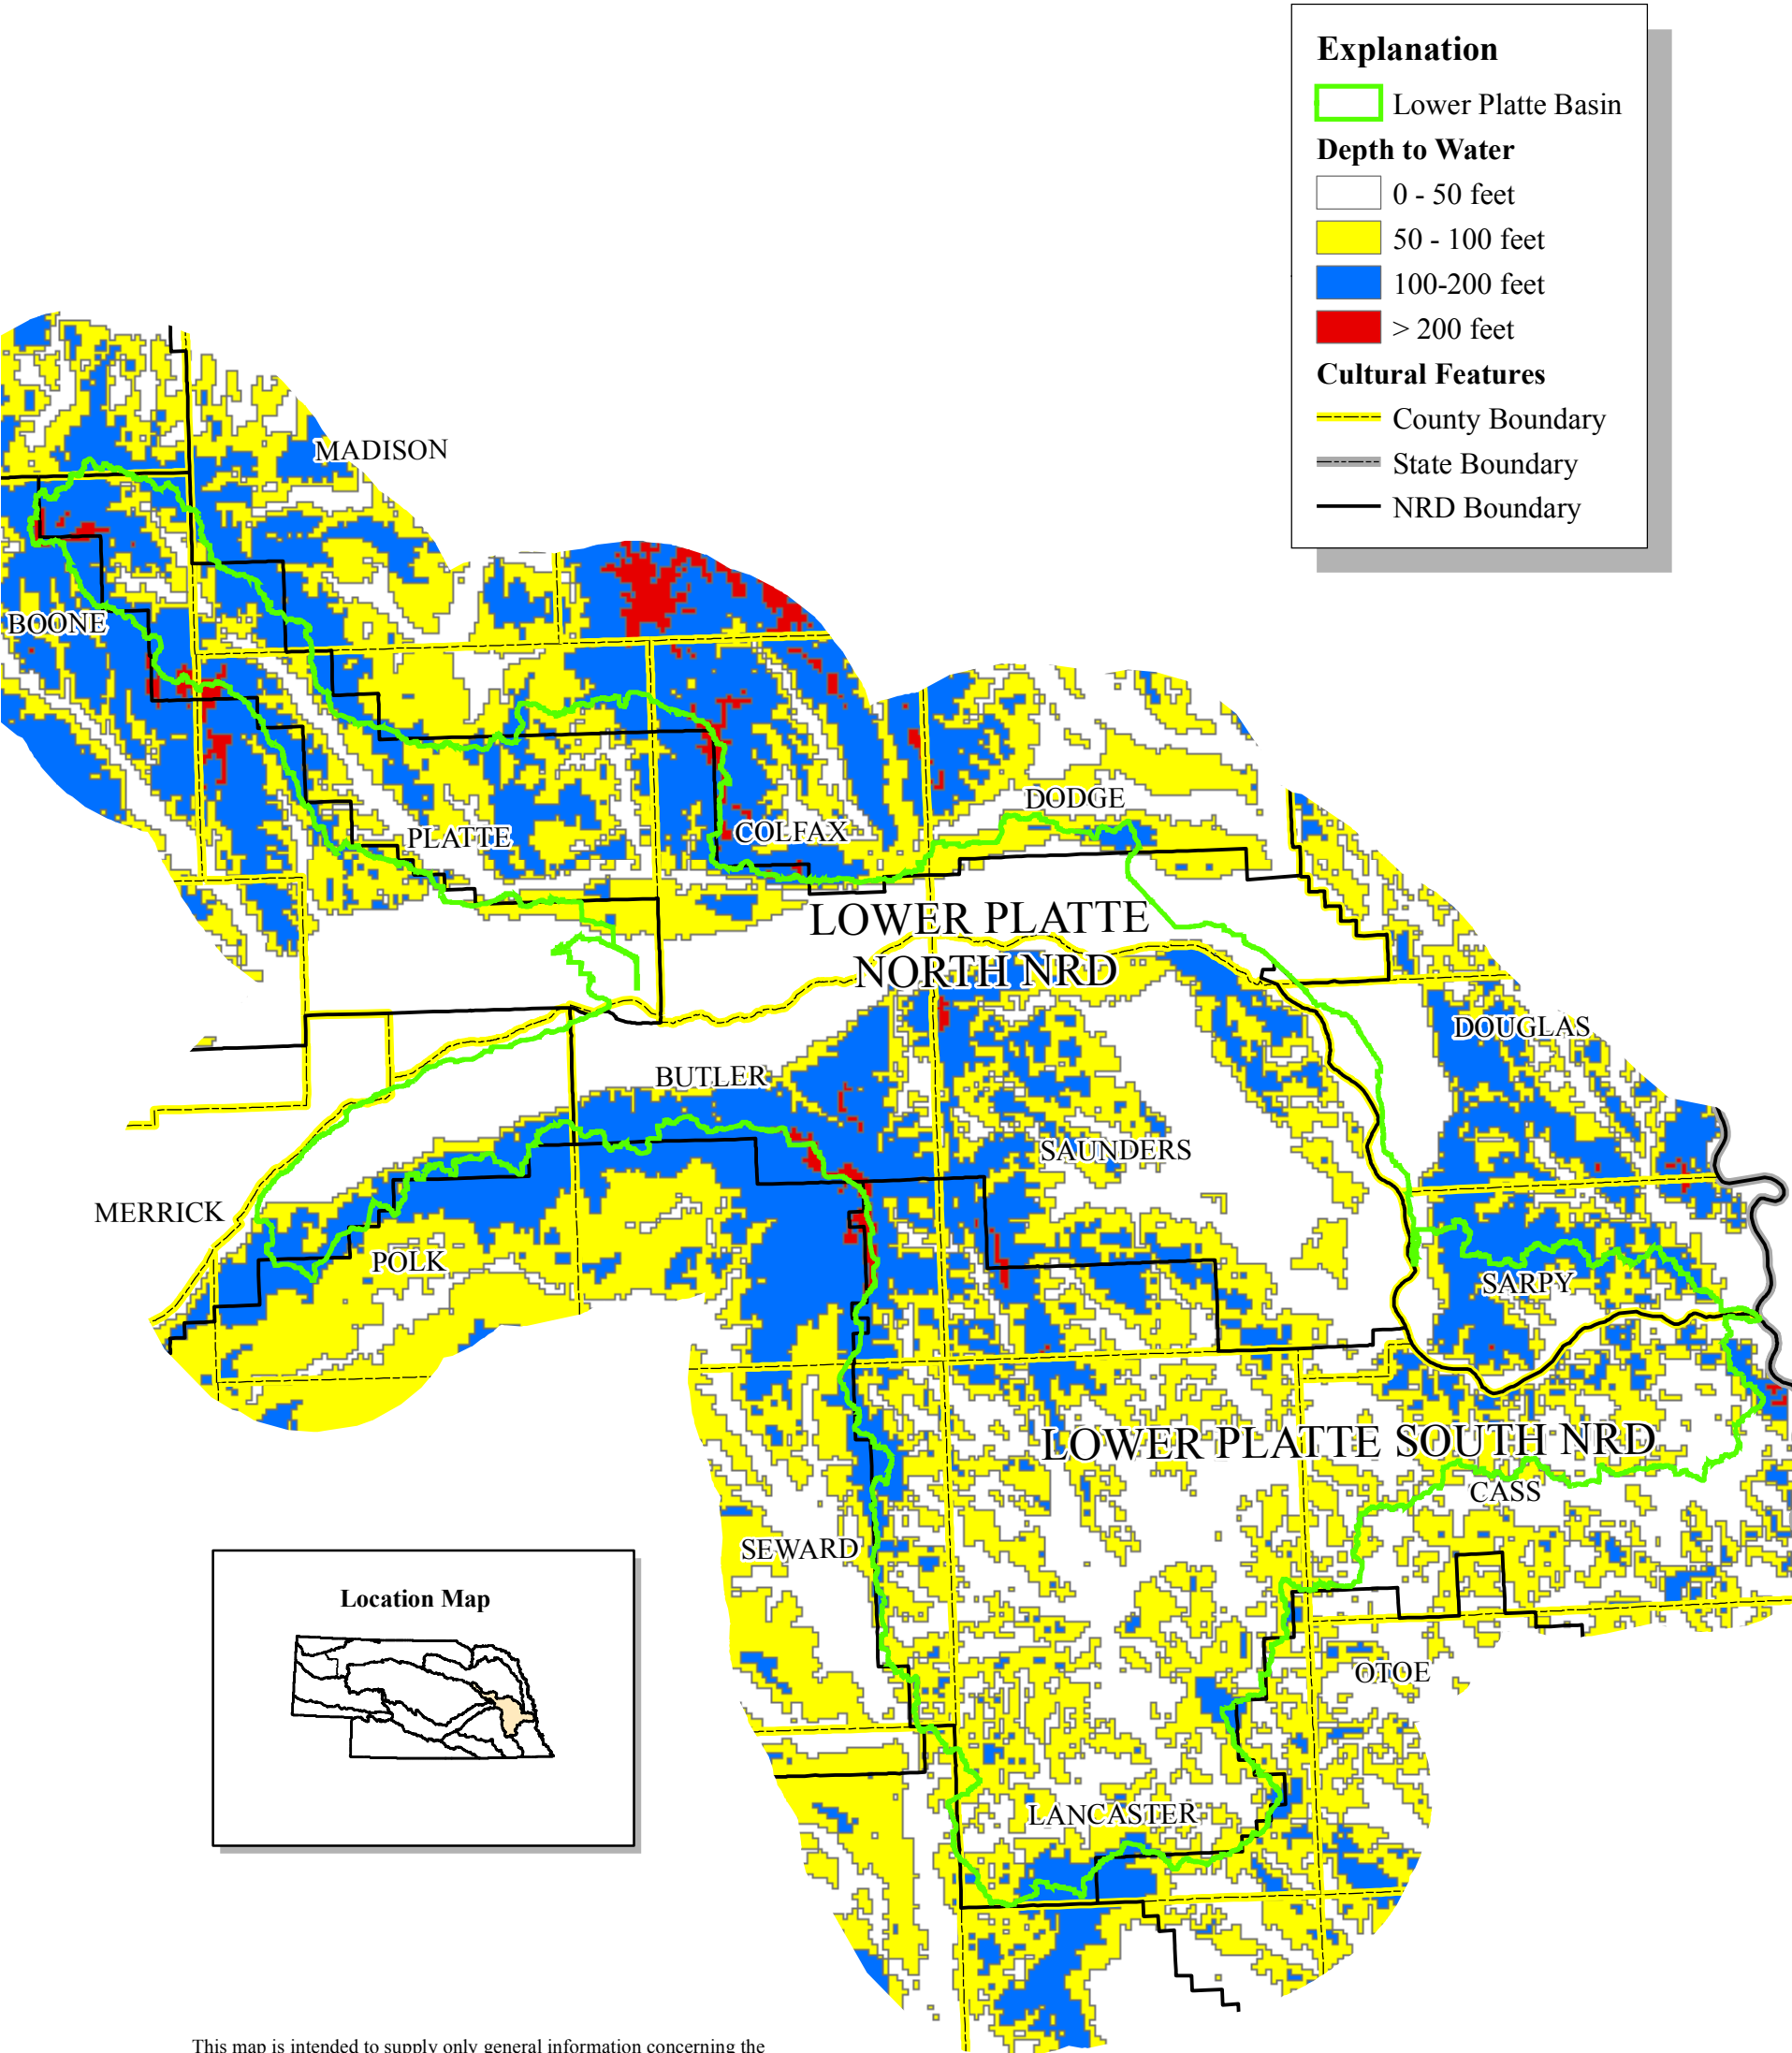 Explanation
Lower Platte Basin
Depth to Water
0 - 50 feet
50 - 100 feet
100-200 feet
> 200 feet
Cultural Features
County Boundary
State Boundary
NRD Boundary
MADISON
BOONE
DODGE
PLATTE
COLFAX
LOWER PLATTE
NORTH NRD
DOUGLAS
BUTLER
SAUNDERS
MERRICK
POLK
SARPY
LOWER PLATTE SOUTH NRD
CASS
SEWARD
Location Map
OTOE
LANCASTER
This map is intended to supply only general information concerning the